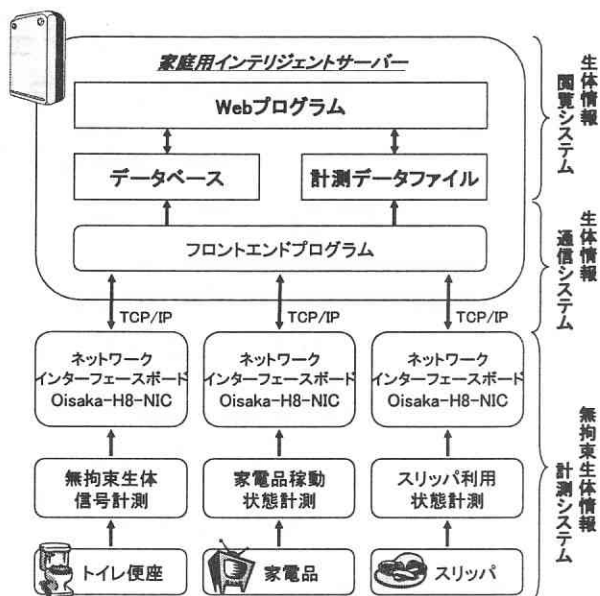 家庭用インテリジェントサーバー
Webプログラム
データベース
計測データファイル
フロントエンドプログラム
TCP/IP
TCP/IP
TCP/IP
ネットワーク
インターフェースボード
Oisaka-H8-NIC
ネットワーク
インターフェースボード
Oisaka-H8-NIC
ネットワーク
インターフェースボード
Oisaka-H8-NIC
無拘束生体
信号計測
家電品稼動
状態計測
スリッパ利用
状態計測
トイレ便座
家電品
スリッパ
生体情報
閲覧システム
生体情報
通信システム
無拘束生体情報
計測システム